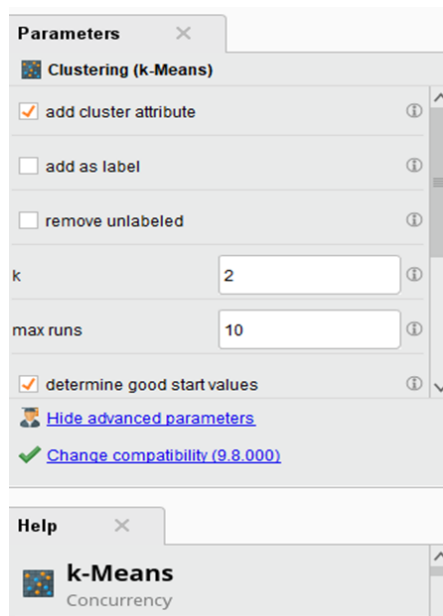 Parameters
Clustering (k-Means)
add cluster attribute
add as label
remove unlabeled
k 2
max runs 10
determine good start values
Hide advanced parameters
Change compatibility (9.8.000)
Help
k-Means
Concurrency